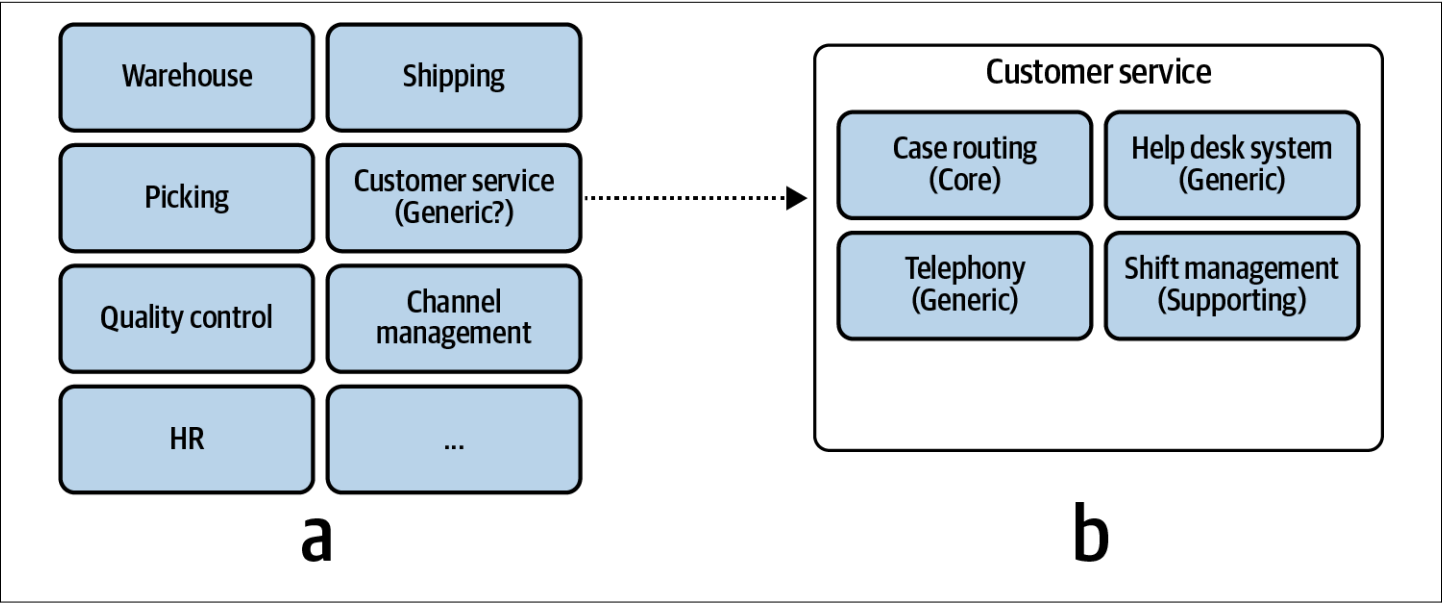 Warehouse
Shipping
Picking
Customer service
(Generic?)
Quality control
Channel
management
HR
...
a
Customer service
Case routing
(Core)
Help desk system
(Generic)
Telephony
(Generic)
Shift management
(Supporting)
b